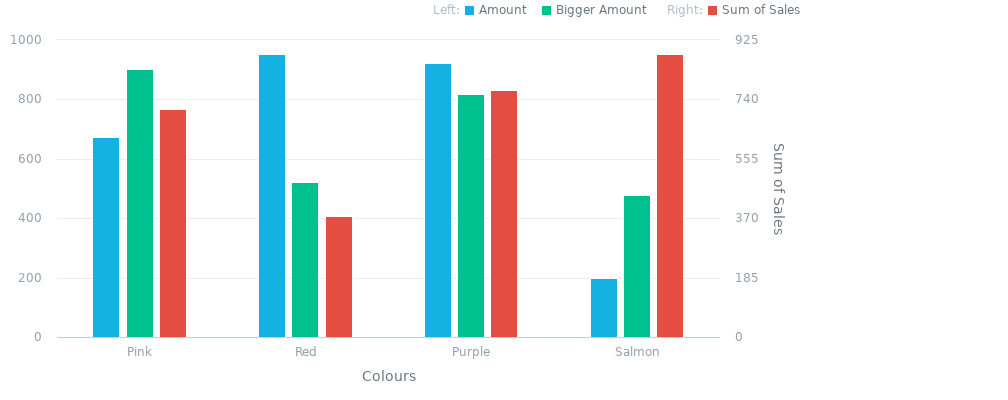 Left: Amount Bigger Amount Right: Sum of Sales
1000 925
800 740
600 555
400 370
200 185
0 0
Sum of Sales
Pink Red Purple Salmon
Colours